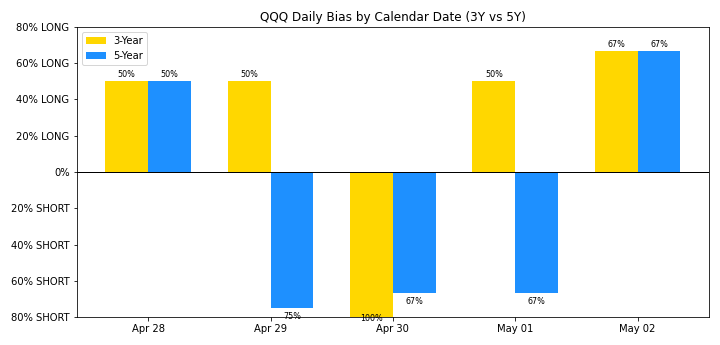 QQQ Daily Bias by Calendar Date (3Y vs 5Y)
80% LONG
60% LONG
40% LONG
20% LONG
0%
20% SHORT
40% SHORT
60% SHORT
80% SHORT
3-Year
5-Year
50%
50%
50%
75%
100%
67%
50%
67%
67%
67%
Apr 28
Apr 29
Apr 30
May 01
May 02